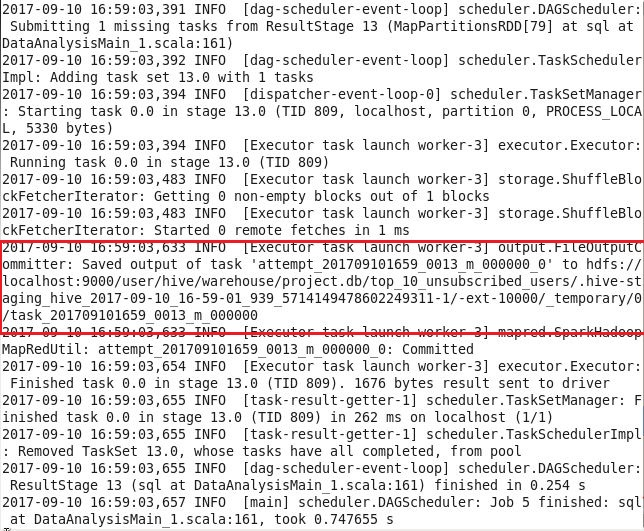 2017-09-10 16:59:03,391 INFO  [dag-scheduler-event-loop] scheduler.DAGScheduler:
 Submitting 1 missing tasks from ResultStage 13 (MapPartitionsRDD[79] at sql at
DataAnalysisMain_1.scala:161)
2017-09-10 16:59:03,392 INFO  [dag-scheduler-event-loop] scheduler.TaskScheduler
Impl: Adding task set 13.0 with 1 tasks
2017-09-10 16:59:03,394 INFO  [dispatcher-event-loop-0] scheduler.TaskSetManager
: Starting task 0.0 in stage 13.0 (TID 809, localhost, partition 0, PROCESS_LOCA
L, 5330 bytes)
2017-09-10 16:59:03,394 INFO  [Executor task launch worker-3] executor.Executor:
 Running task 0.0 in stage 13.0 (TID 809)
2017-09-10 16:59:03,483 INFO  [Executor task launch worker-3] storage.ShuffleBlo
ckFetcherIterator: Getting 0 non-empty blocks out of 1 blocks
2017-09-10 16:59:03,483 INFO  [Executor task launch worker-3] storage.ShuffleBlo
ckFetcherIterator: Started 0 remote fetches in 1 ms
2017-09-10 16:59:03,633 INFO  [Executor task launch worker-3] output.FileOutputC
ommitter: Saved output of task 'attempt_201709101659_0013_m_000000_0' to hdfs://
localhost:9000/user/hive/warehouse/project.db/top_10_unsubscribed_users/.hive-st
aging_hive_2017-09-10_16-59-01_939_5714149478602249311-1/-ext-10000/_temporary/0
/task_201709101659_0013_m_000000
2017-09-10 16:59:03,633 INFO  [Executor task launch worker-3] mapred.SparkHadoop
MapRedUtil: attempt_201709101659_0013_m_000000_0: Committed
2017-09-10 16:59:03,654 INFO  [Executor task launch worker-3] executor.Executor:
 Finished task 0.0 in stage 13.0 (TID 809). 1676 bytes result sent to driver
2017-09-10 16:59:03,655 INFO  [task-result-getter-1] scheduler.TaskSetManager: F
inished task 0.0 in stage 13.0 (TID 809) in 262 ms on localhost (1/1)
2017-09-10 16:59:03,655 INFO  [task-result-getter-1] scheduler.TaskSchedulerImpl
: Removed TaskSet 13.0, whose tasks have all completed, from pool
2017-09-10 16:59:03,655 INFO  [dag-scheduler-event-loop] scheduler.DAGScheduler:
 ResultStage 13 (sql at DataAnalysisMain_1.scala:161) finished in 0.254 s
2017-09-10 16:59:03,657 INFO  [main] scheduler.DAGScheduler: Job 5 finished: sql
 at DataAnalysisMain_1.scala:161, took 0.747655 s